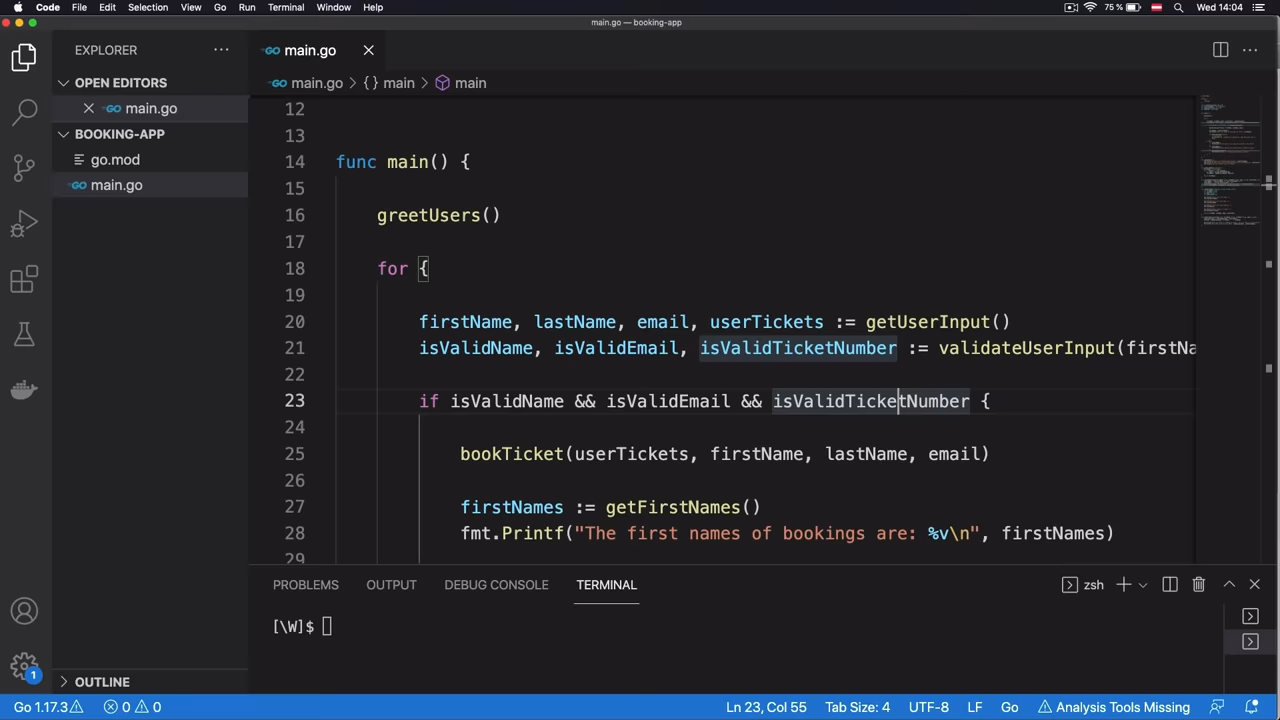 Code File Edit Selection View Go Run Terminal Window Help 75 % Wed 14:04
main.go — booking-app
EXPLORER
OPEN EDITORS
main.go
BOOKING-APP
go.mod
main.go
OUTLINE
main.go
main.go > {} main > main
12
13
14 func main() {
15
16 greetUsers()
17
18 for {
19
20 firstName, lastName, email, userTickets := getUserInput()
21 isValidName, isValidEmail, isValidTicketNumber := validateUserInput(firstNa
22
23 if isValidName && isValidEmail && isValidTicketNumber {
24
25 bookTicket(userTickets, firstName, lastName, email)
26
27 firstNames := getFirstNames()
28 fmt.Printf("The first names of bookings are: %v\n", firstNames)
29
PROBLEMS OUTPUT DEBUG CONSOLE TERMINAL zsh
[\W]$
1
Go 1.17.3 0 0 Ln 23, Col 55 Tab Size: 4 UTF-8 LF Go Analysis Tools Missing